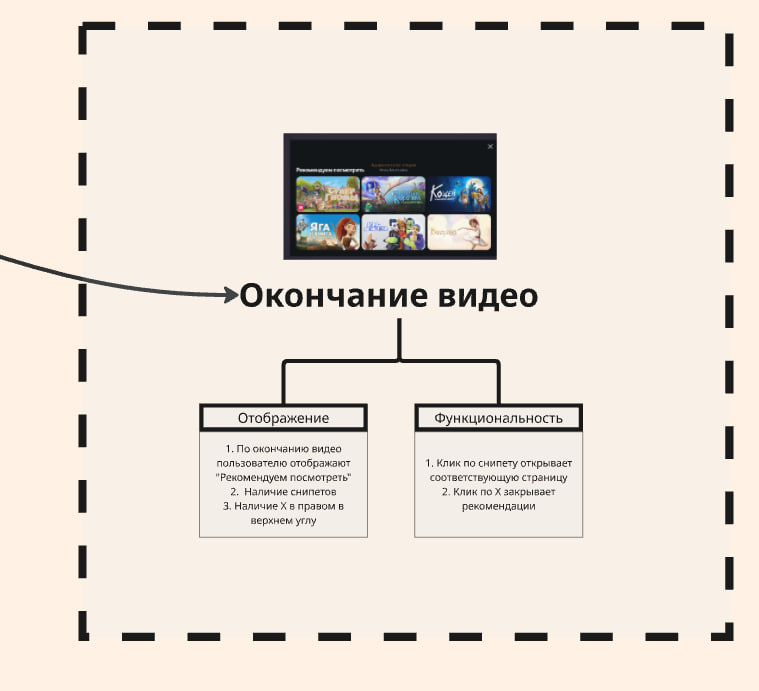 Рекомендуем посмотреть
Кощей
ЯГА
Окончание видео
Отображение
1. По окончанию видео
пользователю отображают
"Рекомендуем посмотреть"
2. Наличие снипетов
3. Наличие X в правом в
верхнем углу
Функциональность
1. Клик по снипету открывает
соответствующую страницу
2. Клик по X закрывает
рекомендации